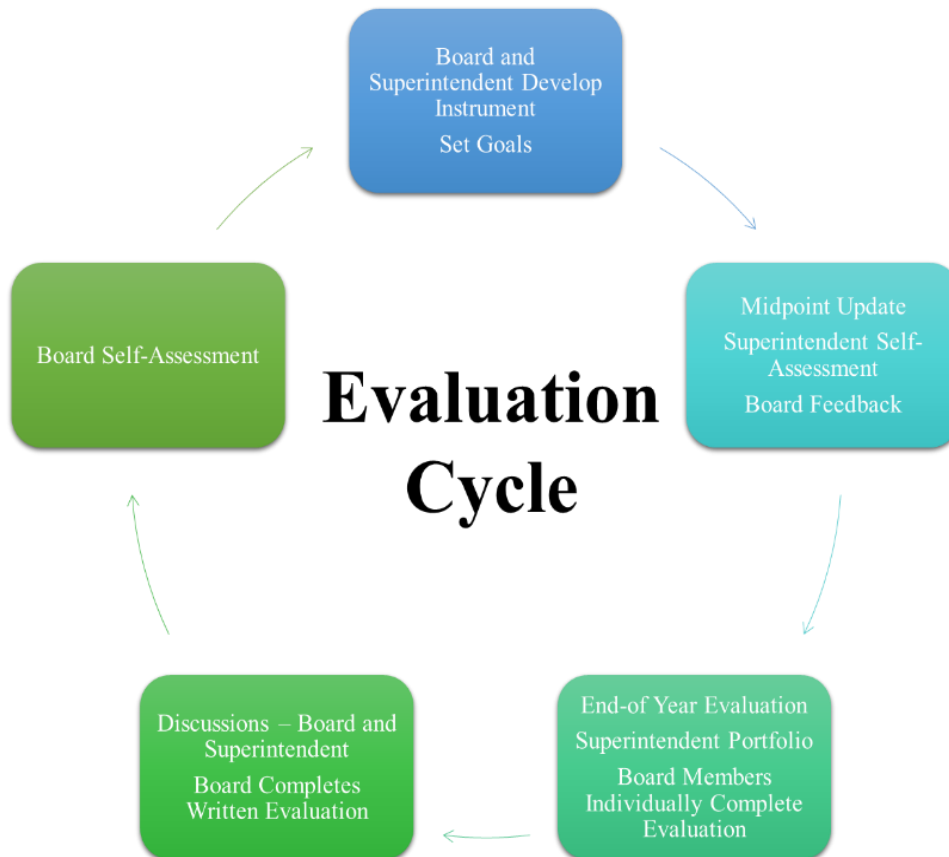 Board and
Superintendent Develop
Instrument
Set Goals
Midpoint Update
Superintendent Self-
Assessment
Board Feedback
End-of Year Evaluation
Superintendent Portfolio
Board Members
Individually Complete
Evaluation
Discussions – Board and
Superintendent
Board Completes
Written Evaluation
Board Self-Assessment
Evaluation
Cycle